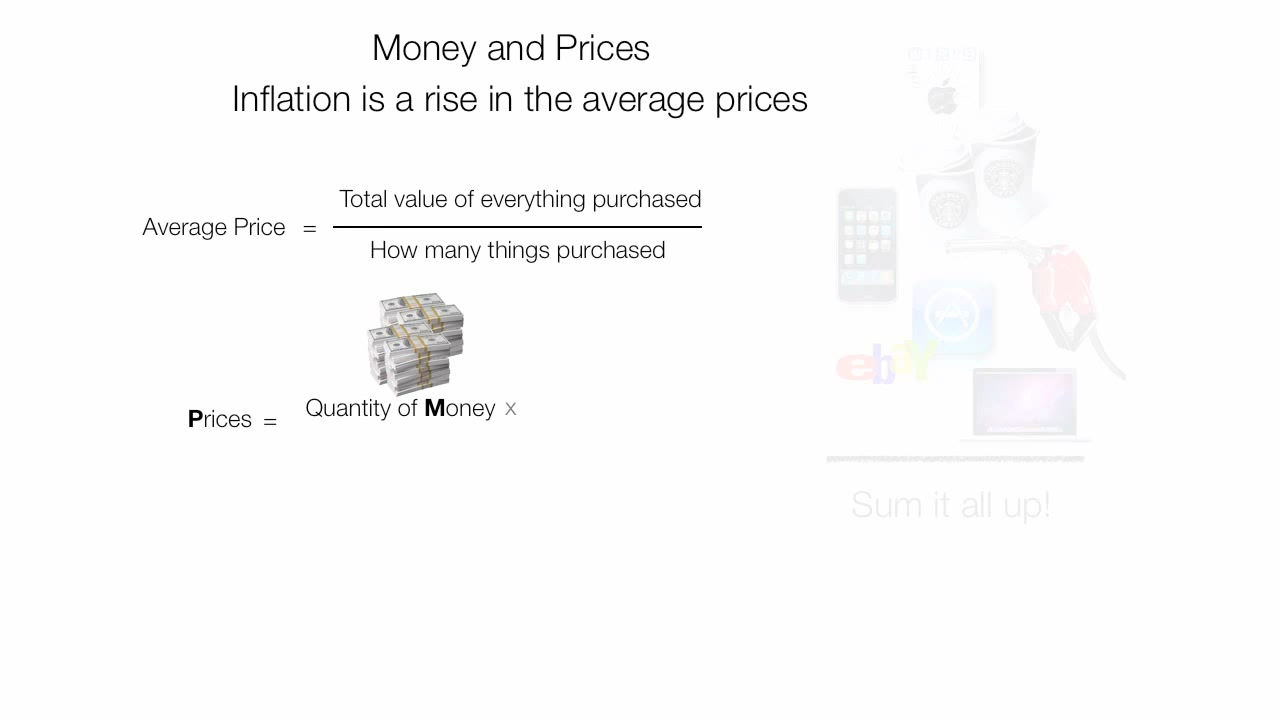 Money and Prices
Inflation is a rise in the average prices
Average Price =
Total value of everything purchased
How many things purchased
Prices =
Quantity of Money x
ebaY
Sum it all up!